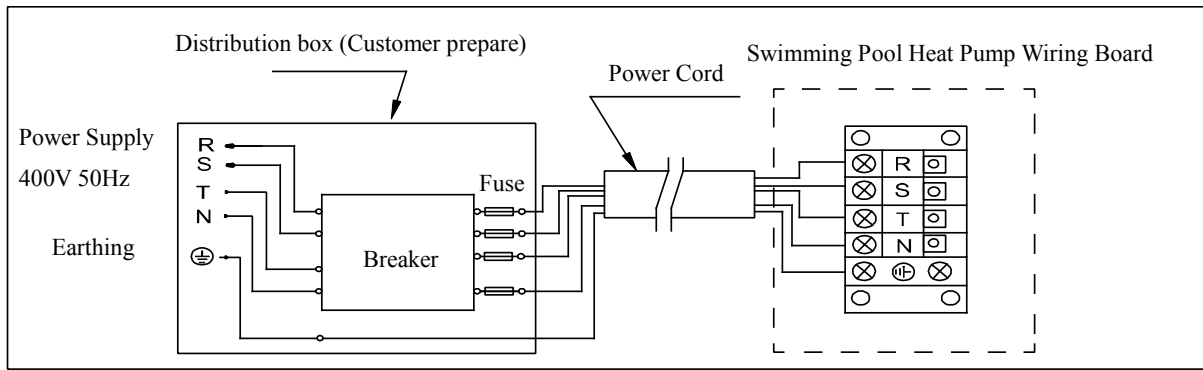 Distribution box (Customer prepare)
Swimming Pool Heat Pump Wiring Board
Power Cord
Power Supply
400V 50Hz
Earthing
R
S
T
N
Fuse
Breaker
R
S
T
N